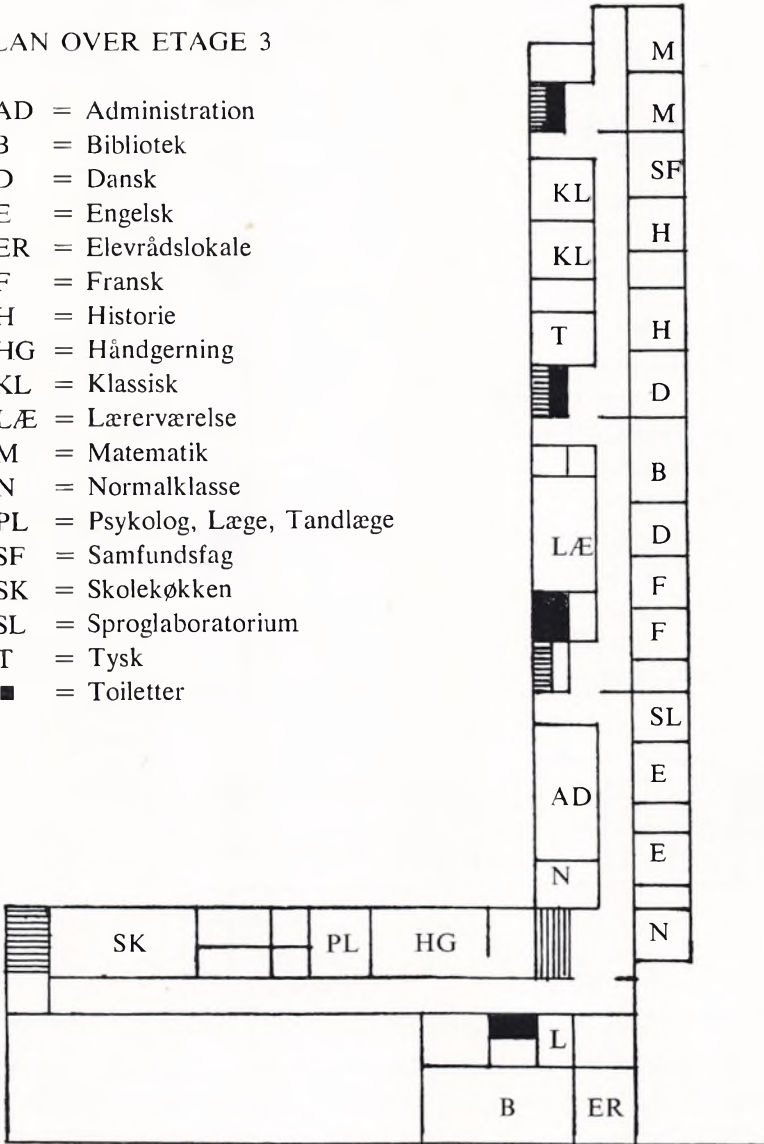 LAN OVER ETAGE 3
AD = Administration
B = Bibliotek
D = Dansk
E = Engelsk
ER = Elevrådslokale
F = Fransk
H = Historie
HG = Håndgerning
KL = Klassisk
LÆ = Lærerværelse
M = Matematik
N = Normalklasse
PL = Psykolog, Læge, Tandlæge
SF = Samfundsfag
SK = Skolekøkken
SL = Sproglaboratorium
T = Tysk
= Toiletter
M
M
SF
KL
H
KL
T H
D
B
D
LÆ
F
F
SL
E
AD
E
N
N
SK PL HG
L
B ER